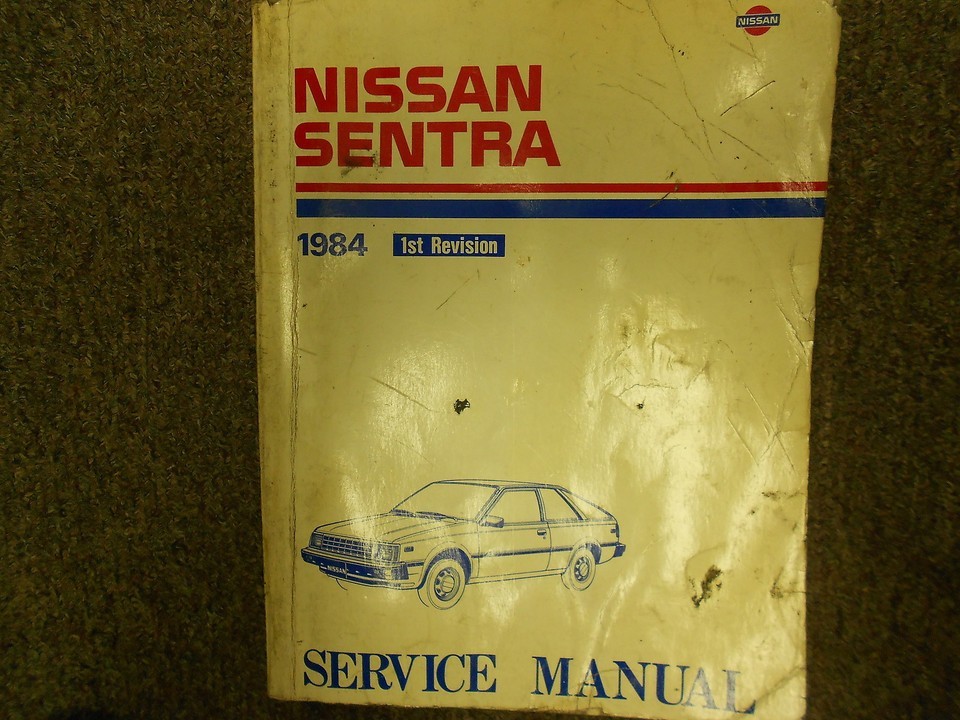 NISSAN
NISSAN
SENTRA
1984 1st Revision
NISSAN
SERVICE MANUAL